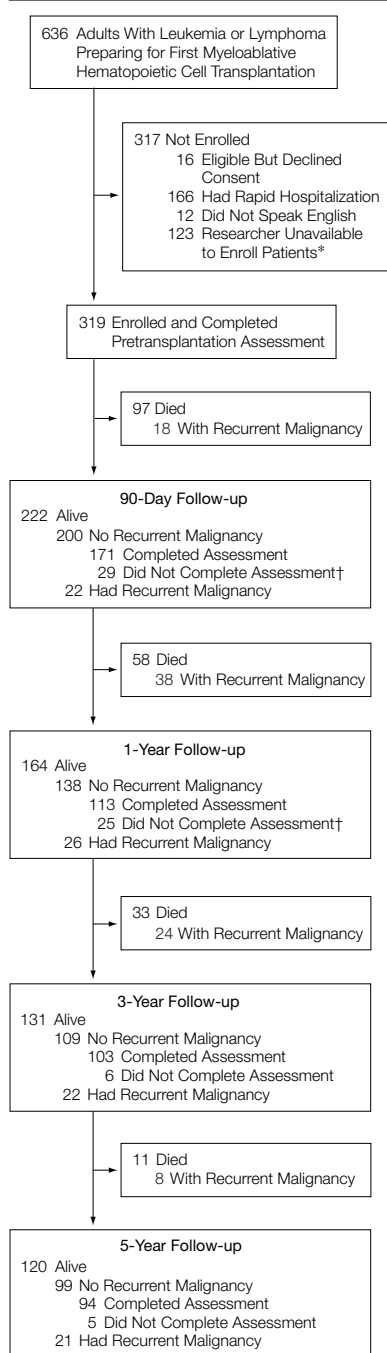 636 Adults With Leukemia or Lymphoma
Preparing for First Myeloablative
Hematopoietic Cell Transplantation
317 Not Enrolled
16 Eligible But Declined
Consent
166 Had Rapid Hospitalization
12 Did Not Speak English
123 Researcher Unavailable
to Enroll Patients*
319 Enrolled and Completed
Pretransplantation Assessment
97 Died
18 With Recurrent Malignancy
90-Day Follow-up
222 Alive
200 No Recurrent Malignancy
171 Completed Assessment
29 Did Not Complete Assessment†
22 Had Recurrent Malignancy
58 Died
38 With Recurrent Malignancy
1-Year Follow-up
164 Alive
138 No Recurrent Malignancy
113 Completed Assessment
25 Did Not Complete Assessment†
26 Had Recurrent Malignancy
33 Died
24 With Recurrent Malignancy
3-Year Follow-up
131 Alive
109 No Recurrent Malignancy
103 Completed Assessment
6 Did Not Complete Assessment
22 Had Recurrent Malignancy
11 Died
8 With Recurrent Malignancy
5-Year Follow-up
120 Alive
99 No Recurrent Malignancy
94 Completed Assessment
5 Did Not Complete Assessment
21 Had Recurrent Malignancy